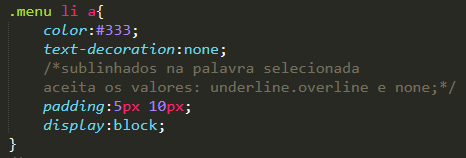 .menu li a{
color:#333;
text-decoration:none;
/*sublinhados na palavra selecionada
aceita os valores: underline.overline e none;*/
padding:5px 10px;
display:block;
}